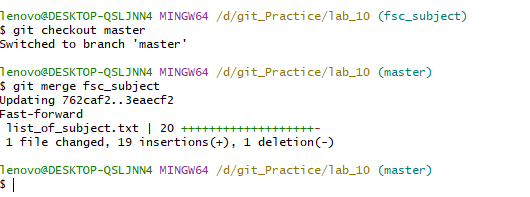 lenovo@DESKTOP-QSLJNN4 MINGW64 /d/git_Practice/lab_10 (fsc_subject)
$ git checkout master
Switched to branch 'master'
lenovo@DESKTOP-QSLJNN4 MINGW64 /d/git_Practice/lab_10 (master)
$ git merge fsc_subject
Updating 762caf2..3eaecf2
Fast-forward
 list_of_subject.txt | 20 +++++++++++++++++++-
 1 file changed, 19 insertions(+), 1 deletion(-)
lenovo@DESKTOP-QSLJNN4 MINGW64 /d/git_Practice/lab_10 (master)
$